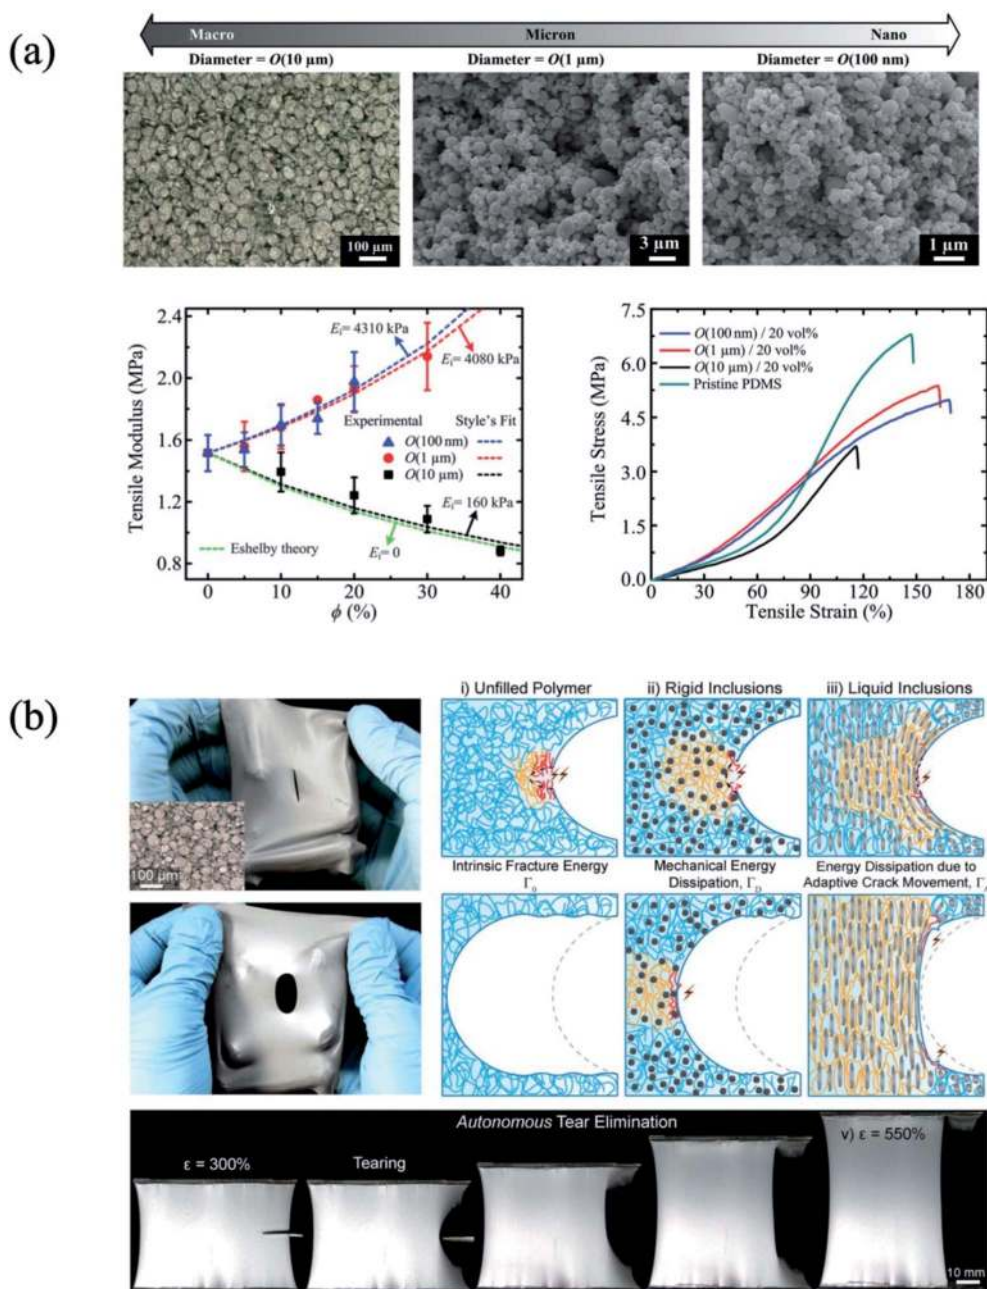 (a)
Macro
Micron
Nano
Diameter = O(10 µm)
Diameter = O(1 µm)
Diameter = O(100 nm)
100 µm
3 µm
1 µm
2.4
2.0
1.6
1.2
0.8
Tensile Modulus (MPa)
Eᵢ= 4310 kPa
Eᵢ= 4080 kPa
Experimental
Style's Fit
O(100 nm)
O(1 µm)
O(10 µm)
Eᵢ= 160 kPa
Eᵢ= 0
Eshelby theory
0 10 20 30 40
ϕ (%)
7.5
6.0
4.5
3.0
1.5
0.0
Tensile Stress (MPa)
O(100 nm) / 20 vol%
O(1 µm) / 20 vol%
O(10 µm) / 20 vol%
Pristine PDMS
0 30 60 90 120 150 180
Tensile Strain (%)
(b)
100 µm
i) Unfilled Polymer
ii) Rigid Inclusions
iii) Liquid Inclusions
Intrinsic Fracture Energy
Γ₀
Mechanical Energy
Dissipation, Γ_D
Energy Dissipation due to
Adaptive Crack Movement,
Autonomous Tear Elimination
ε = 300%
Tearing
v) ε = 550%
10 mm